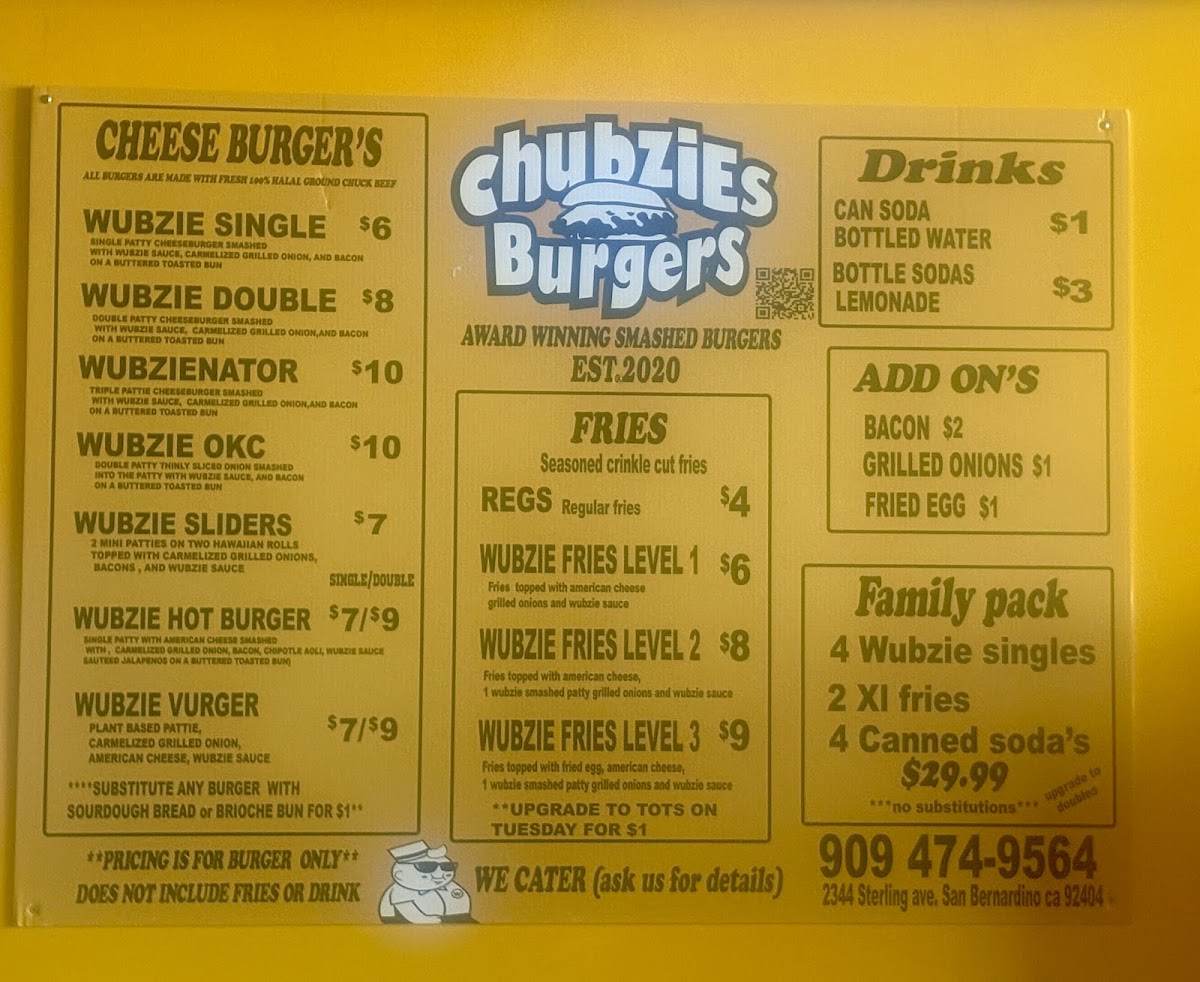 CHEESE BURGER'S
ALL BURGERS ARE MADE WITH FRESH 100% HALAL GROUND CHUCK BEEF
WUBZIE SINGLE $6
SINGLE PATTY CHEESEBURGER SMASHED
WITH WUBZIE SAUCE, CARMELIZED GRILLED ONION, AND BACON
ON A BUTTERED TOASTED BUN
WUBZIE DOUBLE $8
DOUBLE PATTY CHEESEBURGER SMASHED
WITH WUBZIE SAUCE, CARMELIZED GRILLED ONION,AND BACON
ON A BUTTERED TOASTED BUN
WUBZIENATOR $10
TRIPLE PATTIE CHEESEBURGER SMASHED
WITH WUBZIE SAUCE, CARMELIZED GRILLED ONION,AND BACON
ON A BUTTERED TOASTED BUN
WUBZIE OKC $10
DOUBLE PATTY THINLY SLICED ONION SMASHED
INTO THE PATTY WITH WUBZIE SAUCE, AND BACON
ON A BUTTERED TOASTED BUN
WUBZIE SLIDERS $7
2 MINI PATTIES ON TWO HAWAIIAN ROLLS
TOPPED WITH CARMELIZED GRILLED ONIONS,
BACONS , AND WUBZIE SAUCE
SINGLE/DOUBLE
WUBZIE HOT BURGER $7/$9
SINGLE PATTY WITH AMERICAN CHEESE SMASHED
WITH , CARMELIZED GRILLED ONION, BACON, CHIPOTLE AOLI, WUBZIE SAUCE
SAUTEED JALAPENOS ON A BUTTERED TOASTED BUN)
WUBZIE VURGER $7/$9
PLANT BASED PATTIE,
CARMELIZED GRILLED ONION,
AMERICAN CHEESE, WUBZIE SAUCE
****SUBSTITUTE ANY BURGER WITH
SOURDOUGH BREAD or BRIOCHE BUN FOR $1**
**PRICING IS FOR BURGER ONLY**
DOES NOT INCLUDE FRIES OR DRINK
chubziEs
Burgers
AWARD WINNING SMASHED BURGERS
EST.2020
FRIES
Seasoned crinkle cut fries
REGS Regular fries $4
WUBZIE FRIES LEVEL 1 $6
Fries topped with american cheese
grilled onions and wubzie sauce
WUBZIE FRIES LEVEL 2 $8
Fries topped with american cheese,
1 wubzie smashed patty grilled onions and wubzie sauce
WUBZIE FRIES LEVEL 3 $9
Fries topped with fried egg, american cheese,
1 wubzie smashed patty grilled onions and wubzie sauce
**UPGRADE TO TOTS ON
TUESDAY FOR $1
WE CATER (ask us for details)
Drinks
CAN SODA
BOTTLED WATER $1
BOTTLE SODAS
LEMONADE $3
ADD ON'S
BACON $2
GRILLED ONIONS $1
FRIED EGG $1
Family pack
4 Wubzie singles
2 Xl fries
4 Canned soda's
$29.99
***no substitutions***
upgrade to
doubles
909 474-9564
2344 Sterling ave. San Bernardino ca 92404